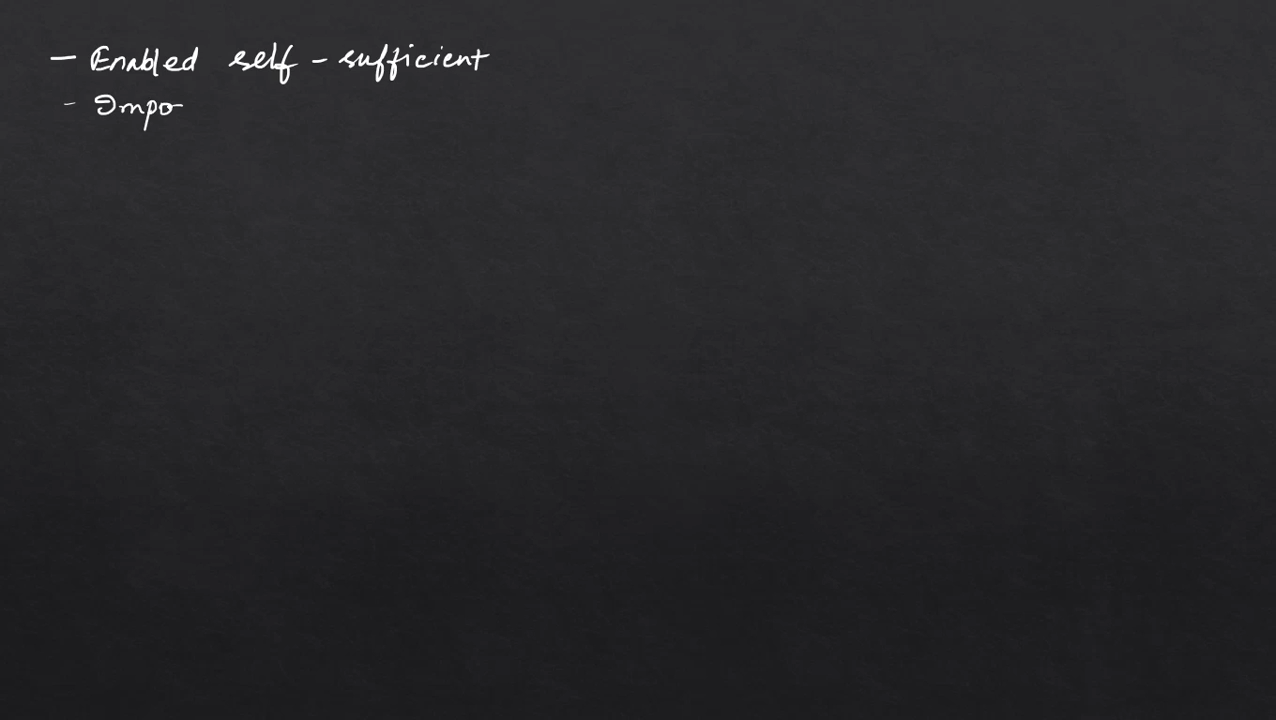 - Enabled self-sufficient
- Impo